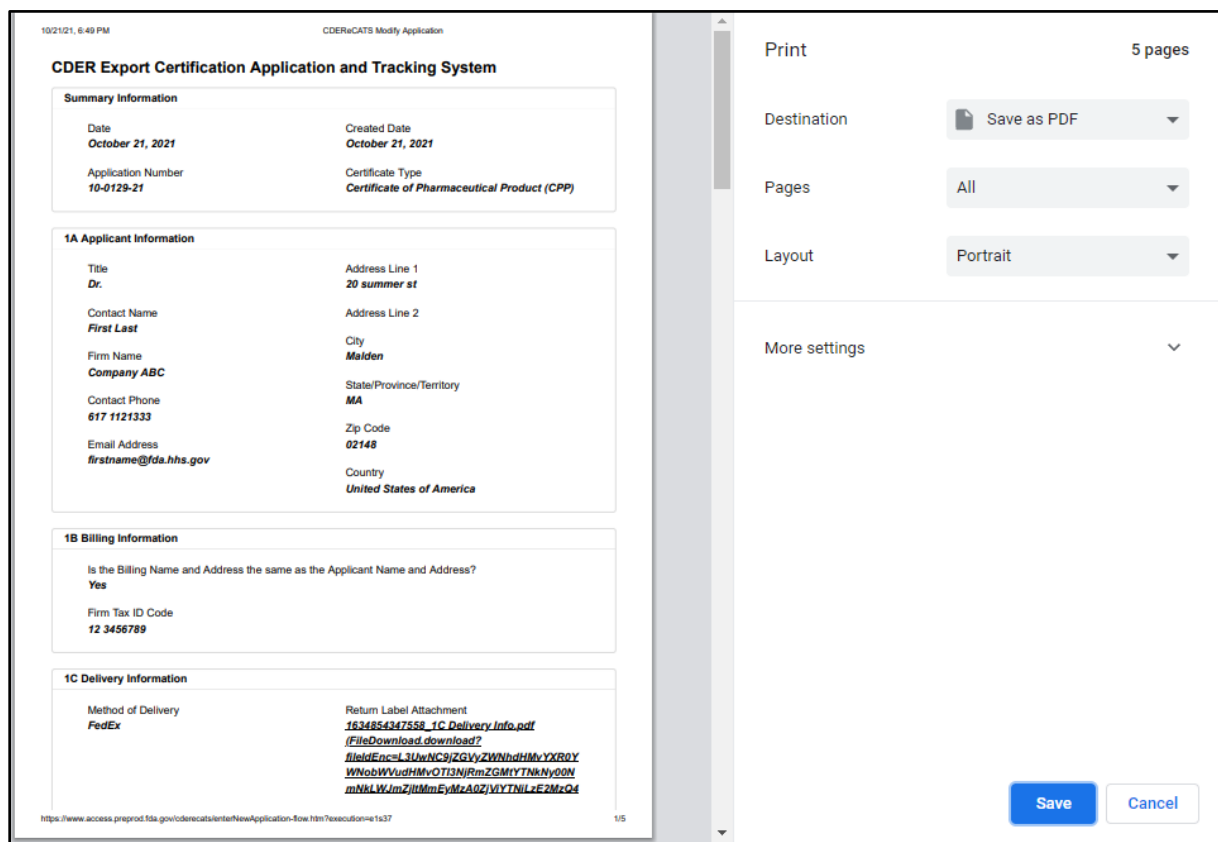 10/21/21, 6:49 PM
CDEReCATS Modify Application
CDER Export Certification Application and Tracking System
Summary Information
Date
October 21, 2021
Created Date
October 21, 2021
Application Number
10-0129-21
Certificate Type
Certificate of Pharmaceutical Product (CPP)
1A Applicant Information
Title
Dr.
Contact Name
First Last
Firm Name
Company ABC
Contact Phone
617 1121333
Email Address
firstname@fda.hhs.gov
Address Line 1
20 summer st
Address Line 2
City
Malden
State/Province/Territory
MA
Zip Code
02148
Country
United States of America
1B Billing Information
Is the Billing Name and Address the same as the Applicant Name and Address?
Yes
Firm Tax ID Code
12 3456789
1C Delivery Information
Method of Delivery
FedEx
Return Label Attachment
1634854347558_1C Delivery Info.pdf
(FileDownload.download?
https://www.access.preprod.fda.gov/cderecats/enterNewApplication-flow.htm?execution=e1s37
1/5
Print
5 pages
Destination
Save as PDF
Pages
All
Layout
Portrait
More settings
Save
Cancel